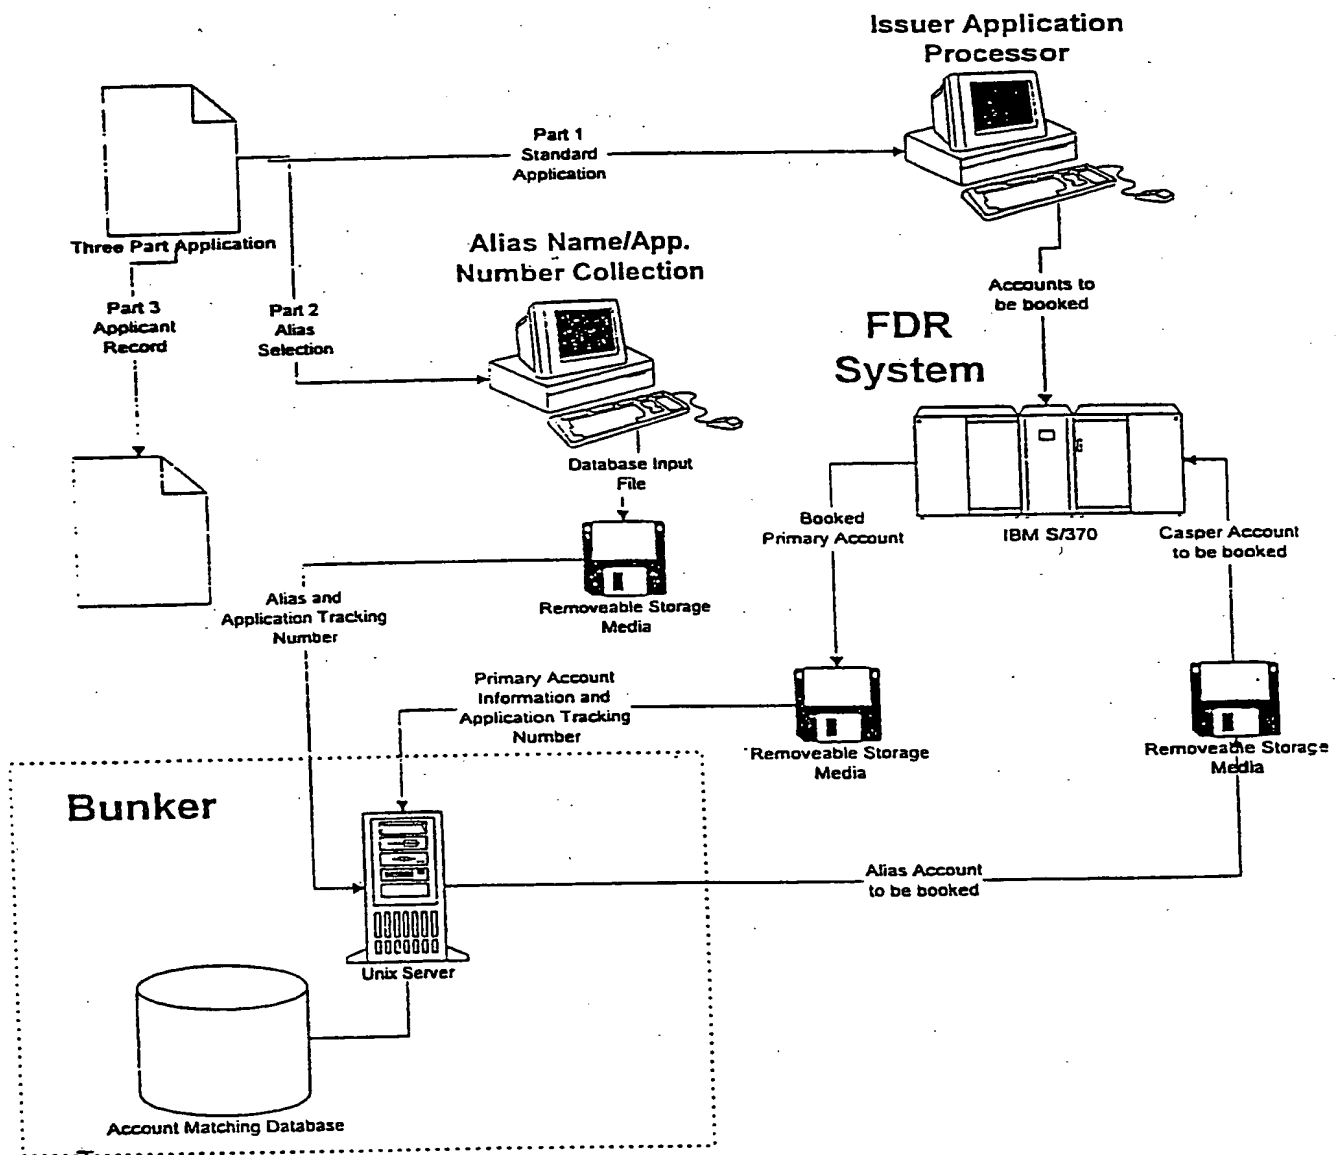 Issuer Application
Processor
Part 1
Standard
Application
Three Part Application
Alias Name/App.
Number Collection
Part 3
Applicant
Record
Part 2
Alias
Selection
Accounts to
be booked
FDR
System
Database Input
File
Booked
Primary Account
IBM S/370
Casper Account
to be booked
Alias and
Application Tracking
Number
Removeable Storage
Media
Primary Account
Information and
Application Tracking
Number
Removeable Storage
Media
Removeable Storage
Media
Bunker
Alias Account
to be booked
Unix Server
Account Matching Database